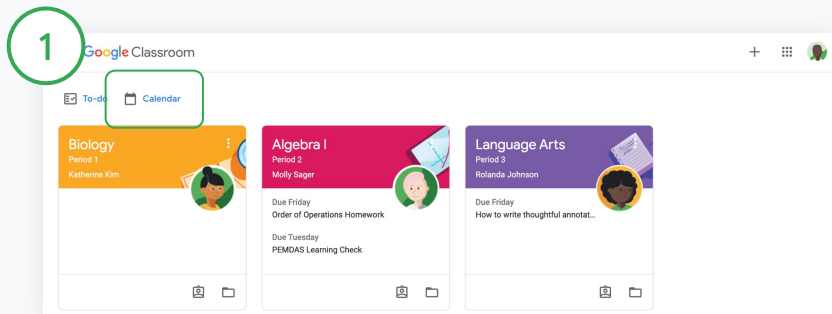 1
Google Classroom
To-do
Calendar
Biology
Period 1
Katherine Kim
Algebra I
Period 2
Molly Sager
Due Friday
Order of Operations Homework
Due Tuesday
PEMDAS Learning Check
Language Arts
Period 3
Rolanda Johnson
Due Friday
How to write thoughtful annotat...